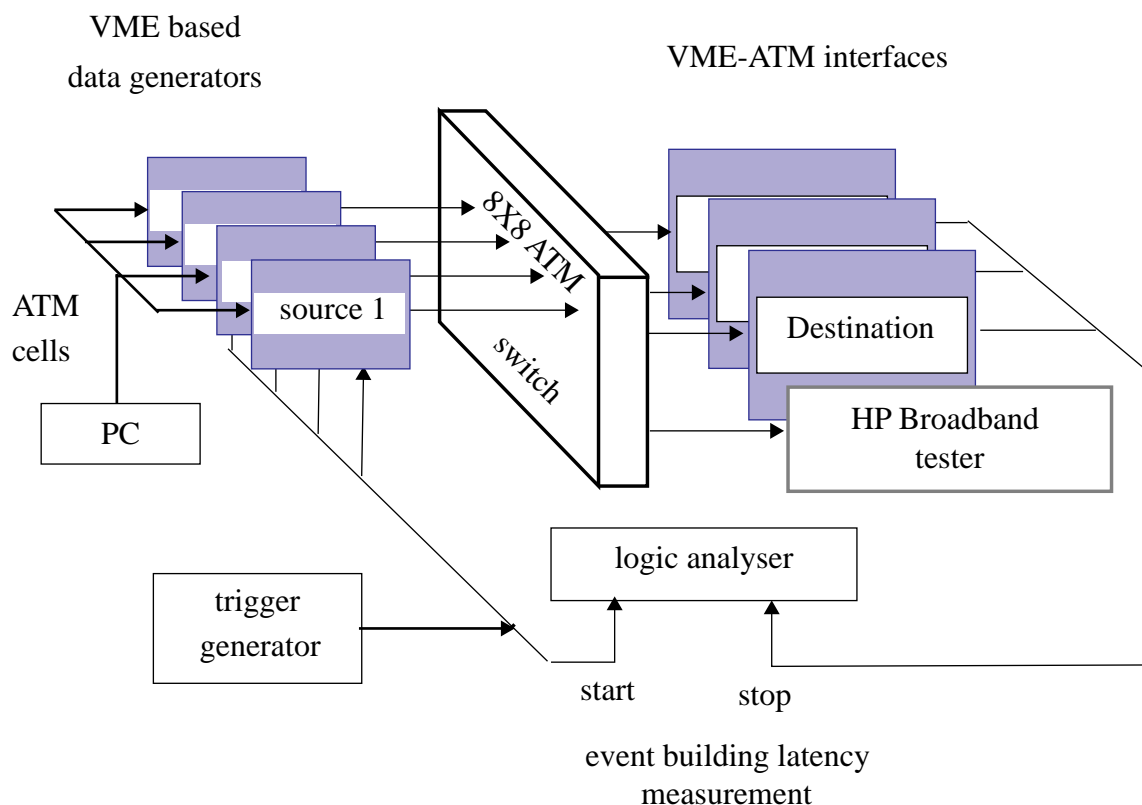 VME based
data generators
VME-ATM interfaces
8X8 ATM
switch
ATM
cells
source 1
Destination
PC
HP Broadband
tester
logic analyser
trigger
generator
start
stop
event building latency
measurement